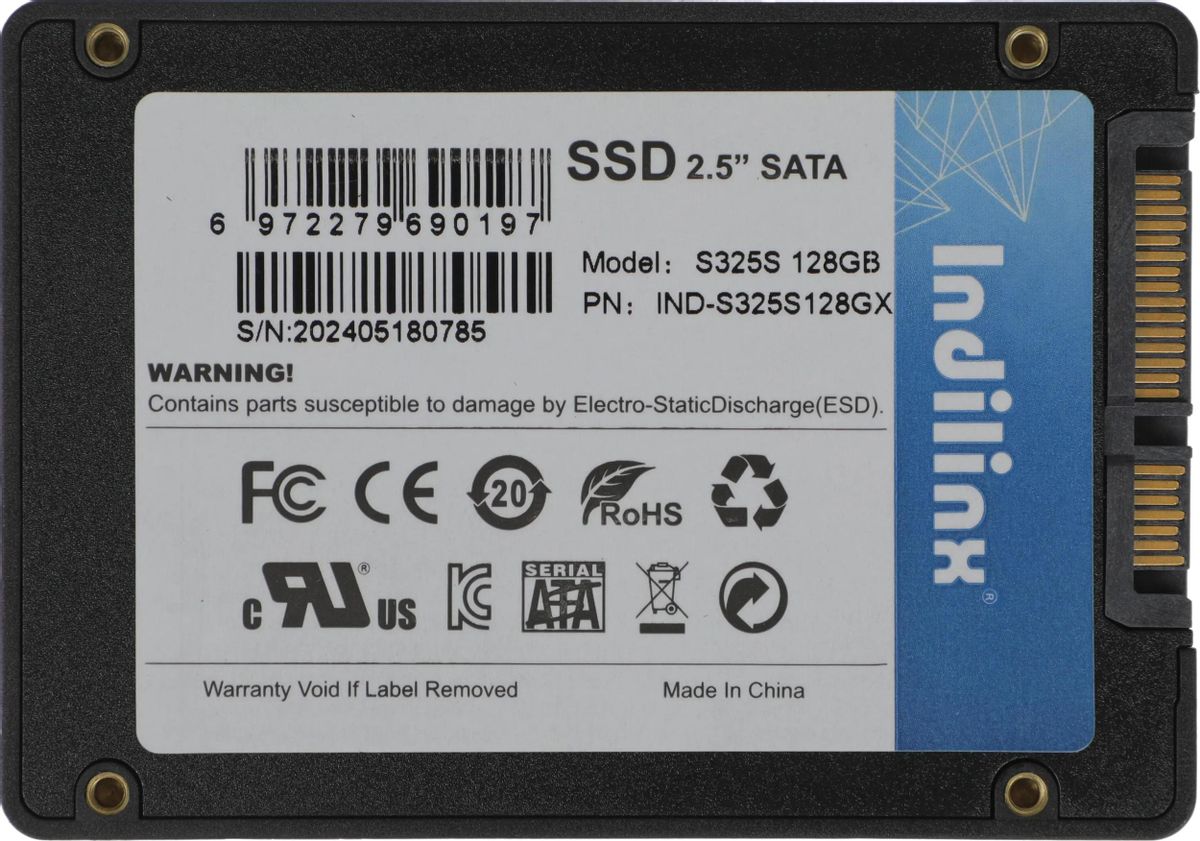 SSD 2.5” SATA
6 972279 690197
Model: S325S 128GB
PN: IND-S325S128GX
S/N:202405180785
WARNING!
Contains parts susceptible to damage by Electro-StaticDischarge(ESD).
FC CE 20 RoHS
c RU ® US KC SERIAL ATA
Warranty Void If Label Removed
Made In China
Indilinx ®